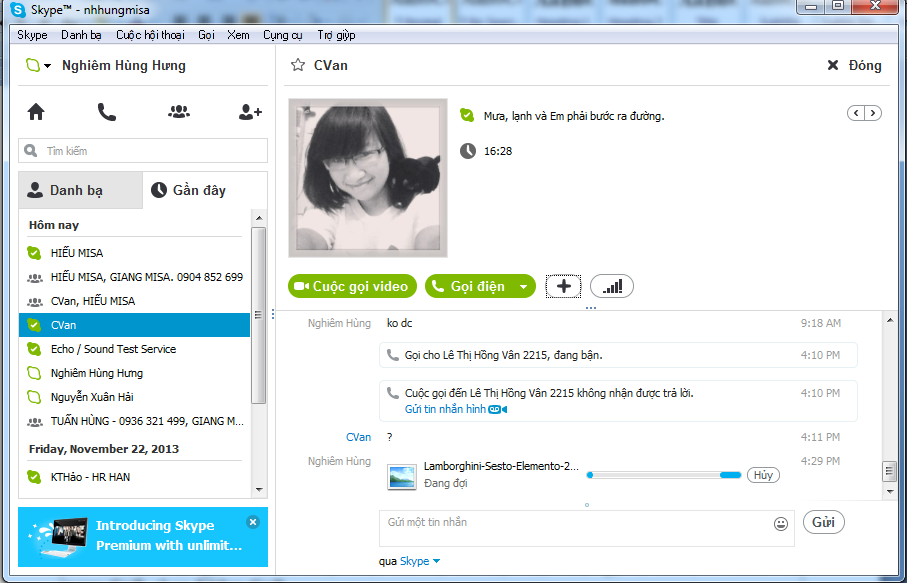 Skype™ - nhhungmisa
Skype Danh bạ Cuộc hội thoại Gọi Xem Công cụ Trợ giúp
Nghiêm Hùng Hưng
Tìm kiếm
Danh bạ Gần đây
Hôm nay
HIẾU MISA
HIẾU MISA, GIANG MISA. 0904 852 699
CVan, HIẾU MISA
CVan
Echo / Sound Test Service
Nghiêm Hùng Hưng
Nguyễn Xuân Hải
TUẤN HÙNG - 0936 321 499, GIANG M...
Friday, November 22, 2013
KTHảo - HR HAN
Introducing Skype
Premium with unlimit...
CVan Đóng
Mưa, lạnh và Em phải bước ra đường.
16:28
Cuộc gọi video Gọi điện
Nghiêm Hùng ko dc 9:18 AM
Gọi cho Lê Thị Hồng Vân 2215, đang bận. 4:10 PM
Cuộc gọi đến Lê Thị Hồng Vân 2215 không nhận được trả lời. 4:10 PM
Gửi tin nhắn hình
CVan ? 4:11 PM
Nghiêm Hùng Lamborghini-Sesto-Elemento-2... Hủy 4:29 PM
Đang đợi
Gửi một tin nhắn Gửi
qua Skype